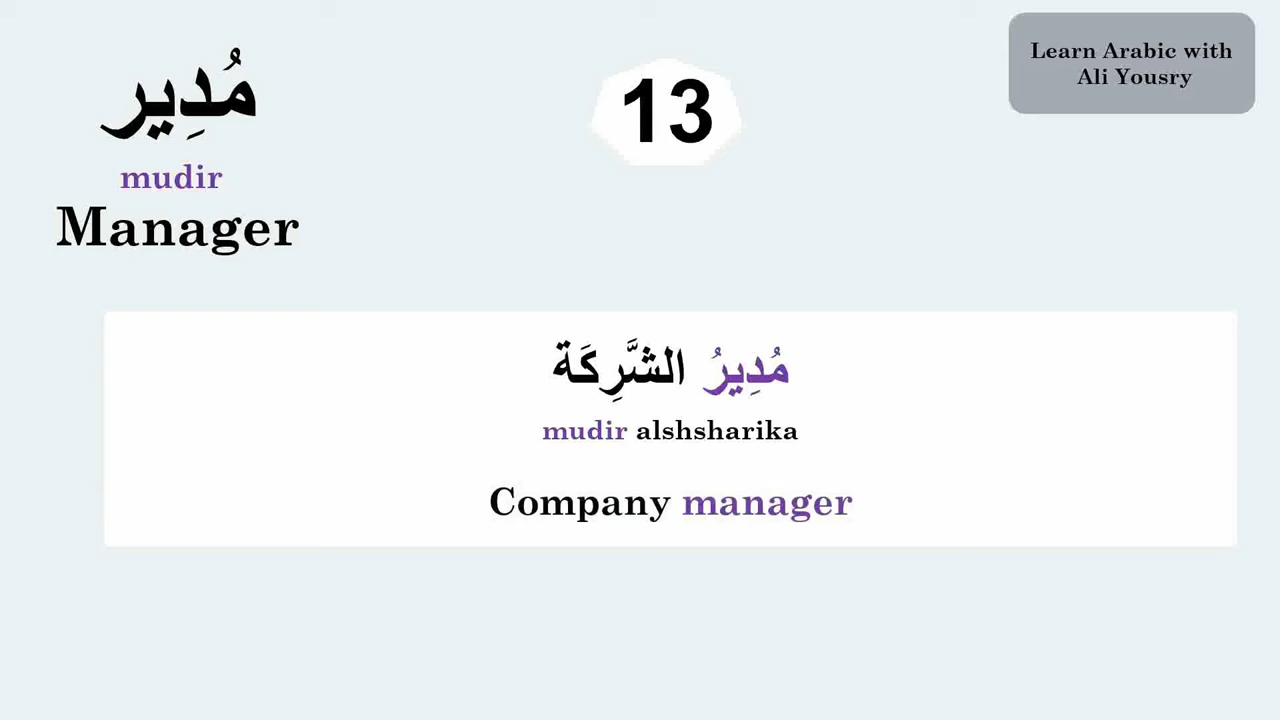 مُدِير
mudir
Manager
13
Learn Arabic with
Ali Yousry
مُدِيرُ الشَّرِكَة
mudir alshsharika
Company manager